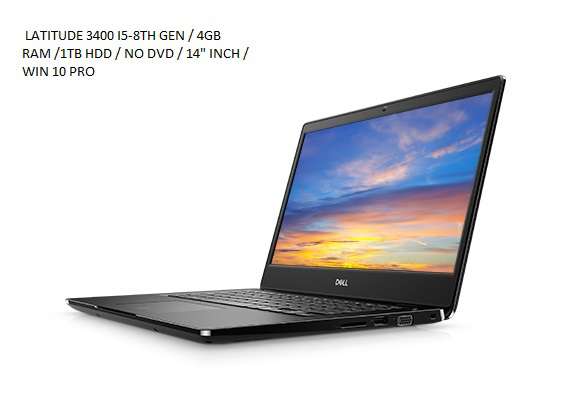 LATITUDE 3400 I5-8TH GEN / 4GB
RAM /1TB HDD / NO DVD / 14" INCH /
WIN 10 PRO
DELL